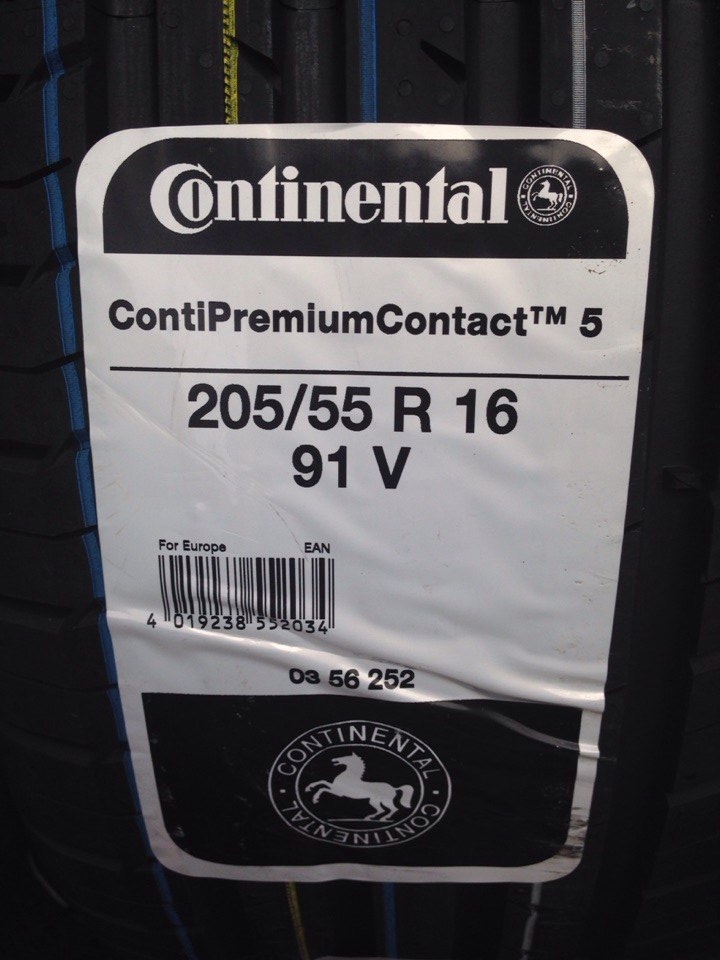 Continental
CONTINENTAL CONTINENTAL
ContiPremiumContact™ 5
205/55 R 16
91 V
For Europe EAN
4 019238 552034
03 56 252
CONTINENTAL · CONTINENTAL ·